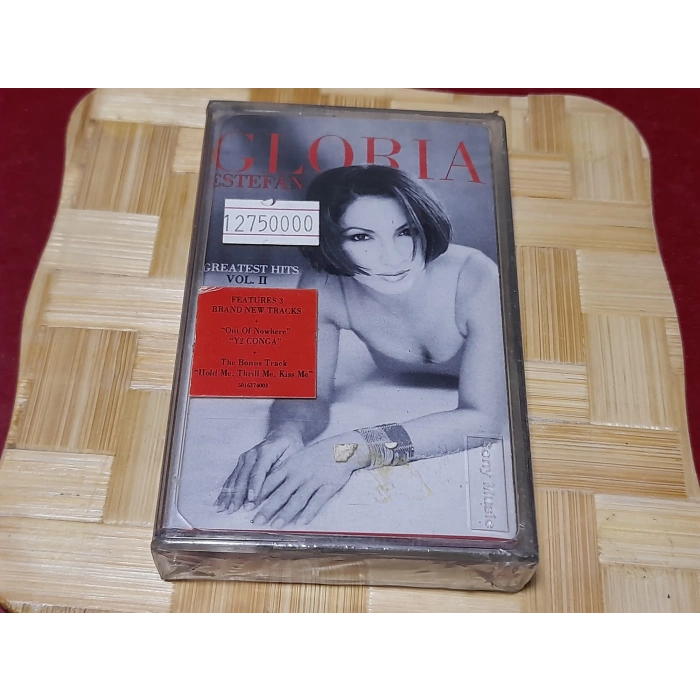 GLORIA
ESTEFAN
12750000
GREATEST HITS
VOL. II
FEATURES 3
BRAND NEW TRACKS
•
"Out Of Nowhere"
"Y2 CONGA"
•
The Bonus Track
"Hold Me, Thrill Me, Kiss Me"
5016374003
Sony Music